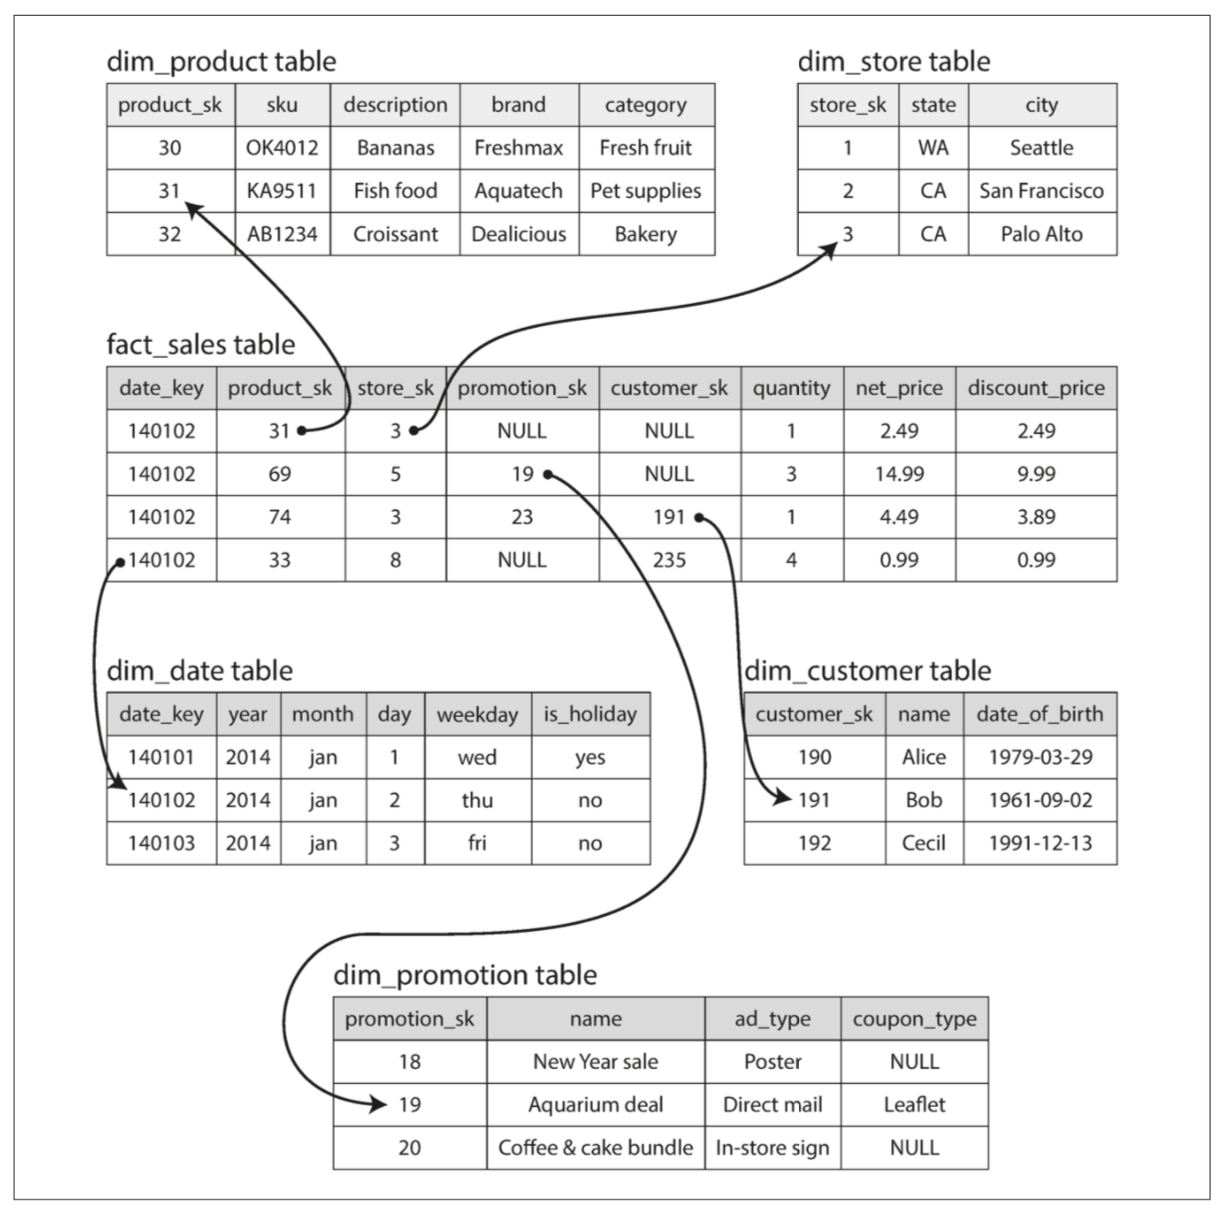 dim_product table
product_sk sku description brand category
30 OK4012 Bananas Freshmax Fresh fruit
31 KA9511 Fish food Aquatech Pet supplies
32 AB1234 Croissant Dealicious Bakery
dim_store table
store_sk state city
1 WA Seattle
2 CA San Francisco
3 CA Palo Alto
fact_sales table
date_key product_sk store_sk promotion_sk customer_sk quantity net_price discount_price
140102 31 3 NULL NULL 1 2.49 2.49
140102 69 5 19 NULL 3 14.99 9.99
140102 74 3 23 191 1 4.49 3.89
140102 33 8 NULL 235 4 0.99 0.99
dim_date table
date_key year month day weekday is_holiday
140101 2014 jan 1 wed yes
140102 2014 jan 2 thu no
140103 2014 jan 3 fri no
dim_customer table
customer_sk name date_of_birth
190 Alice 1979-03-29
191 Bob 1961-09-02
192 Cecil 1991-12-13
dim_promotion table
promotion_sk name ad_type coupon_type
18 New Year sale Poster NULL
19 Aquarium deal Direct mail Leaflet
20 Coffee & cake bundle In-store sign NULL